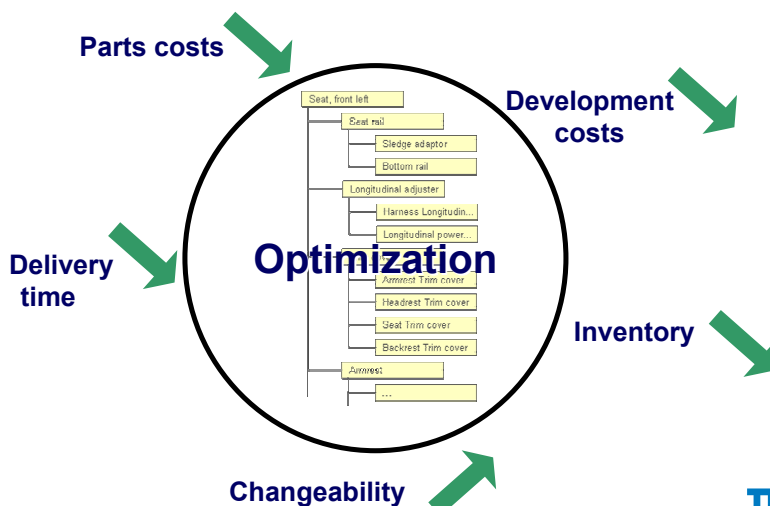 Parts costs
Development
costs
Seat, front left
Seat rail
Sledge adaptor
Bottom rail
Longitudinal adjuster
Harness Longitudin...
Longitudinal power...
Optimization
Armrest Trim cover
Headrest Trim cover
Seat Trim cover
Backrest Trim cover
Armrest
...
Delivery
time
Inventory
Changeability